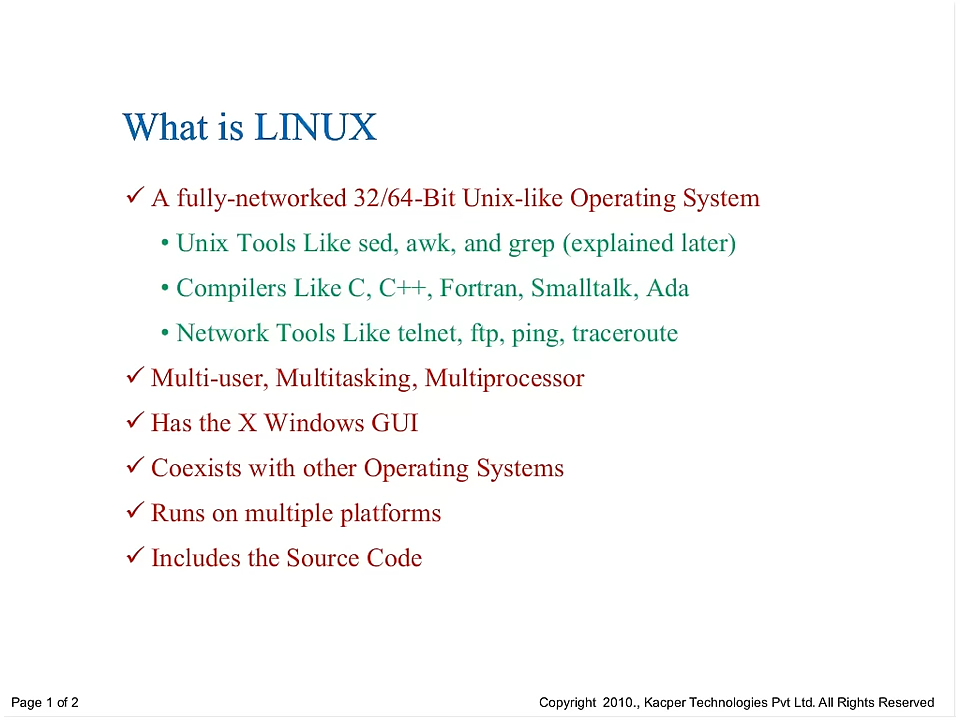 What is LINUX
✓ A fully-networked 32/64-Bit Unix-like Operating System
• Unix Tools Like sed, awk, and grep (explained later)
• Compilers Like C, C++, Fortran, Smalltalk, Ada
• Network Tools Like telnet, ftp, ping, traceroute
✓ Multi-user, Multitasking, Multiprocessor
✓ Has the X Windows GUI
✓ Coexists with other Operating Systems
✓ Runs on multiple platforms
✓ Includes the Source Code
Page 1 of 2
Copyright 2010., Kacper Technologies Pvt Ltd. All Rights Reserved